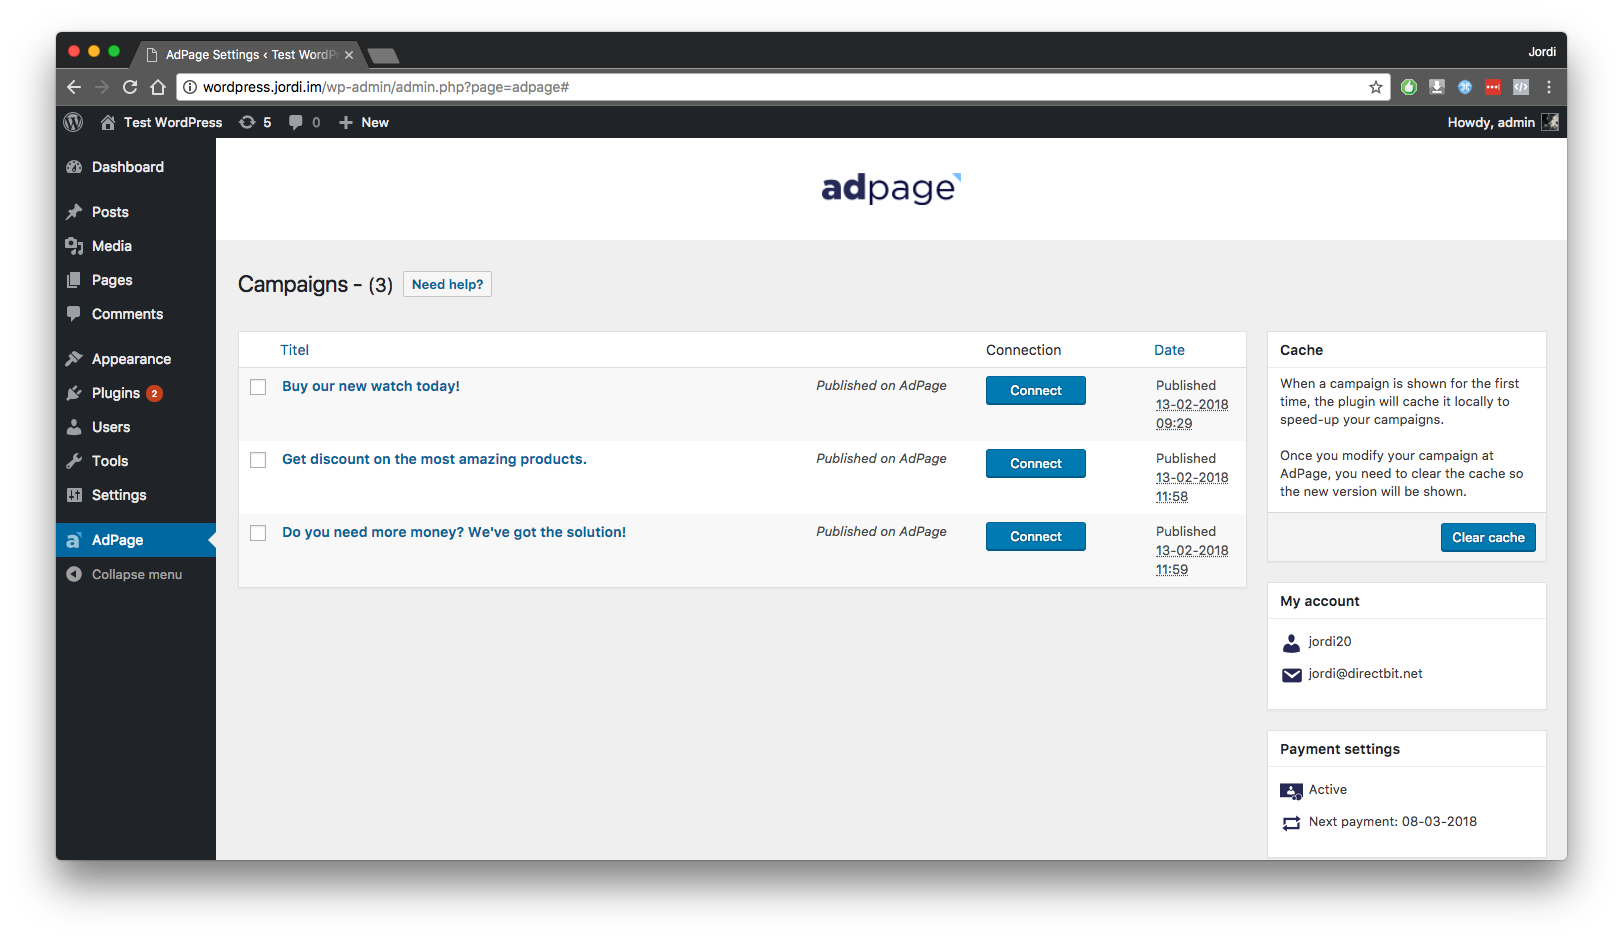 AdPage Settings ‹ Test WordPr
Jordi
wordpress.jordi.im/wp-admin/admin.php?page=adpage#
Test WordPress 5 0 New
Howdy, admin
Dashboard
Posts
Media
Pages
Comments
Appearance
Plugins 2
Users
Tools
Settings
AdPage
Collapse menu
adpage
Campaigns - (3) Need help?
Titel Connection Date
Buy our new watch today! Published on AdPage Connect Published
13-02-2018
09:29
Get discount on the most amazing products. Published on AdPage Connect Published
13-02-2018
11:58
Do you need more money? We've got the solution! Published on AdPage Connect Published
13-02-2018
11:59
Cache
When a campaign is shown for the first
time, the plugin will cache it locally to
speed-up your campaigns.
Once you modify your campaign at
AdPage, you need to clear the cache so
the new version will be shown.
Clear cache
My account
jordi20
jordi@directbit.net
Payment settings
Active
Next payment: 08-03-2018